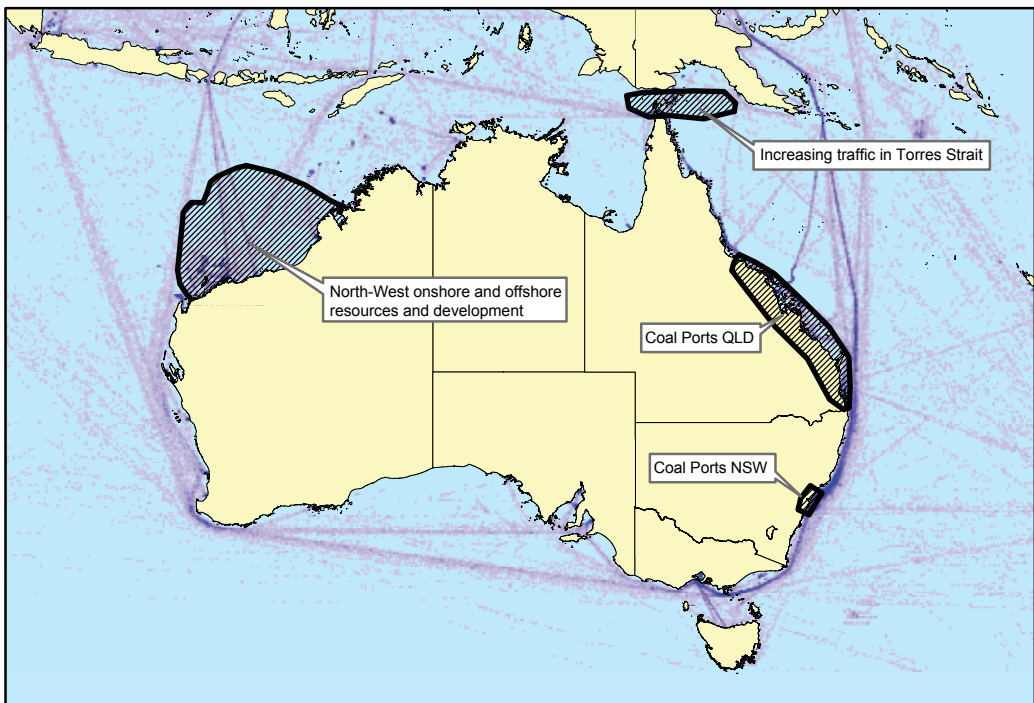 Increasing traffic in Torres Strait
North-West onshore and offshore
resources and development
Coal Ports QLD
Coal Ports NSW